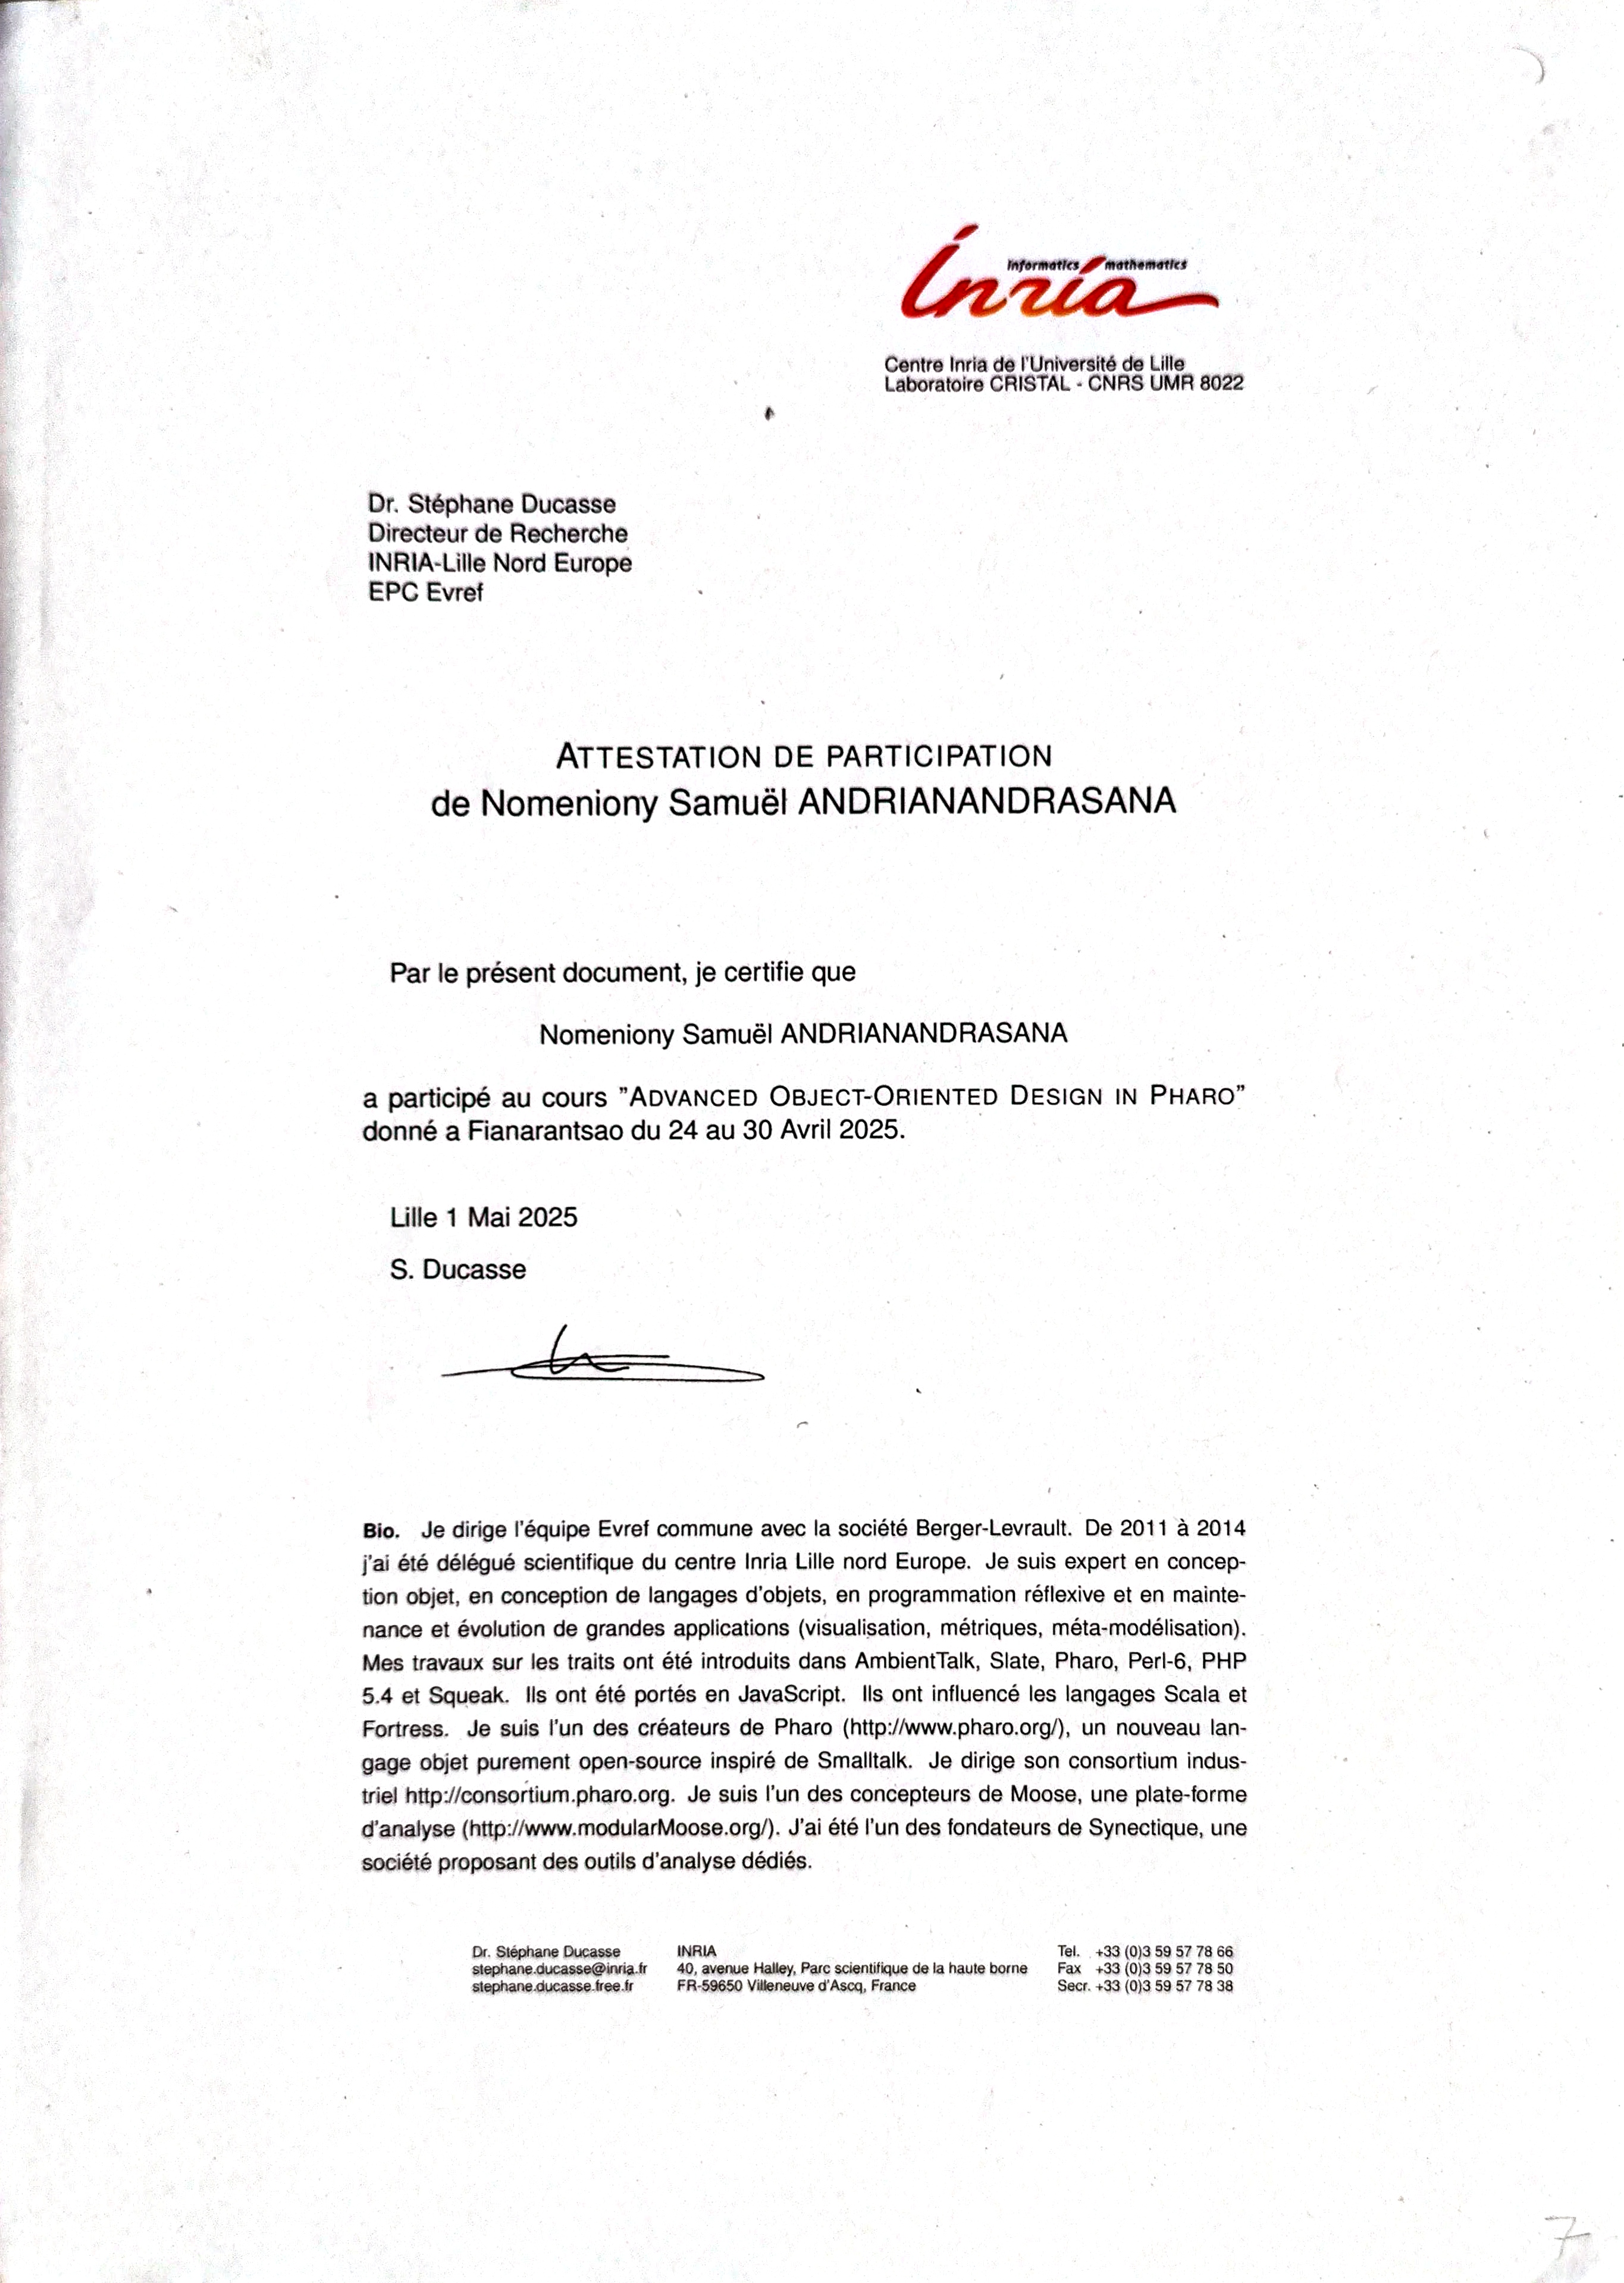 informatics mathematics
Inria
Centre Inria de l'Université de Lille
Laboratoire CRISTAL - CNRS UMR 8022
Dr. Stéphane Ducasse
Directeur de Recherche
INRIA-Lille Nord Europe
EPC Evref
ATTESTATION DE PARTICIPATION
de Nomeniony Samuël ANDRIANANDRASANA
Par le présent document, je certifie que
Nomeniony Samuël ANDRIANANDRASANA
a participé au cours "ADVANCED OBJECT-ORIENTED DESIGN IN PHARO"
donné a Fianarantsao du 24 au 30 Avril 2025.
Lille 1 Mai 2025
S. Ducasse
Bio. Je dirige l'équipe Evref commune avec la société Berger-Levrault. De 2011 à 2014
j'ai été délégué scientifique du centre Inria Lille nord Europe. Je suis expert en concep-
tion objet, en conception de langages d'objets, en programmation réflexive et en mainte-
nance et évolution de grandes applications (visualisation, métriques, méta-modélisation).
Mes travaux sur les traits ont été introduits dans AmbientTalk, Slate, Pharo, Perl-6, PHP
5.4 et Squeak. Ils ont été portés en JavaScript. Ils ont influencé les langages Scala et
Fortress. Je suis l'un des créateurs de Pharo (http://www.pharo.org/), un nouveau lan-
gage objet purement open-source inspiré de Smalltalk. Je dirige son consortium indus-
triel http://consortium.pharo.org. Je suis l'un des concepteurs de Moose, une plate-forme
d'analyse (http://www.modularMoose.org/). J'ai été l'un des fondateurs de Synectique, une
société proposant des outils d'analyse dédiés.
Dr. Stéphane Ducasse INRIA Tel. +33 (0)3 59 57 78 66
stephane.ducasse@inria.fr 40, avenue Halley, Parc scientifique de la haute borne Fax +33 (0)3 59 57 78 50
stephane.ducasse.free.fr FR-59650 Villeneuve d'Ascq, France Secr. +33 (0)3 59 57 78 38
7